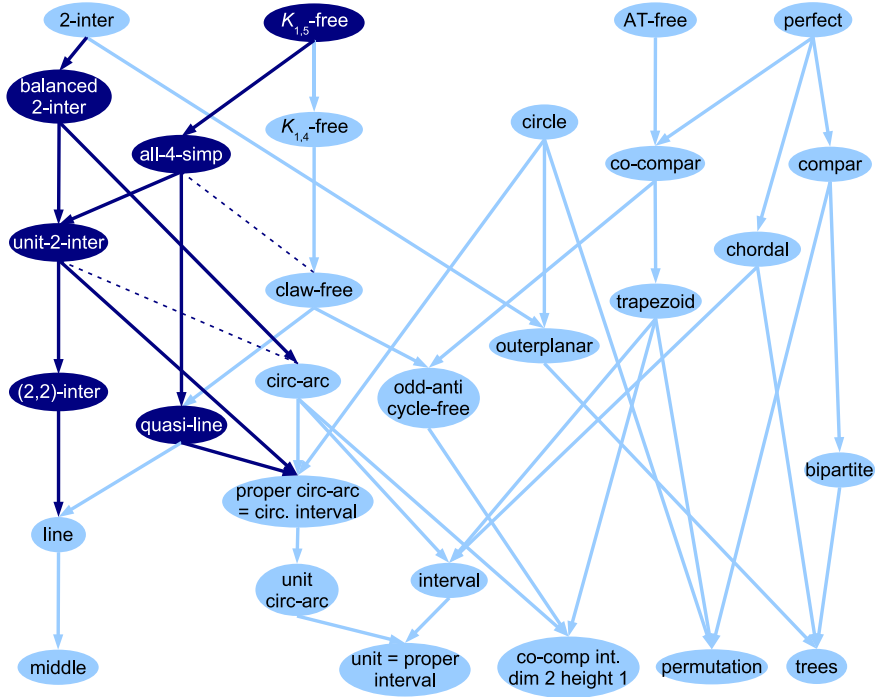 2-inter
K1,5-free
AT-free
perfect
balanced
2-inter
K1,4-free
circle
all-4-simp
co-compar
compar
unit-2-inter
chordal
claw-free
trapezoid
outerplanar
(2,2)-inter
circ-arc
odd-anti
cycle-free
quasi-line
bipartite
proper circ-arc
= circ. interval
line
unit
circ-arc
interval
middle
unit = proper
interval
co-comp int.
dim 2 height 1
permutation
trees